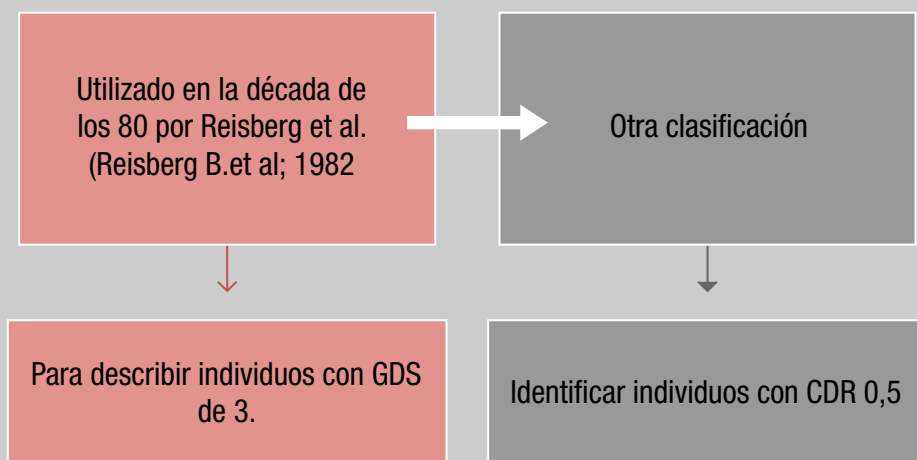 Utilizado en la década de
los 80 por Reisberg et al.
(Reisberg B.et al; 1982
Otra clasificación
Para describir individuos con GDS
de 3.
Identificar individuos con CDR 0,5